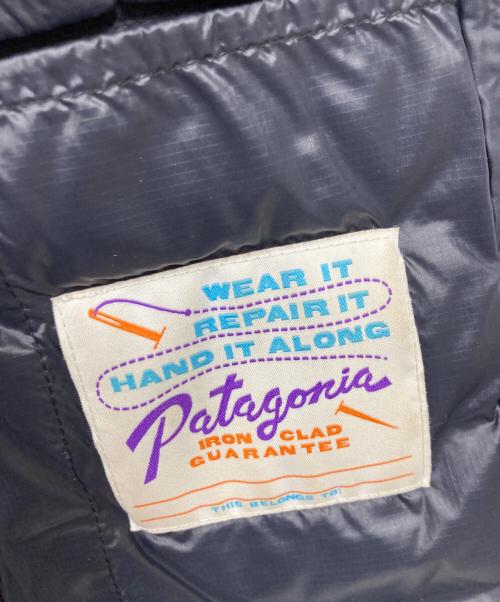 WEAR IT
REPAIR IT
HAND IT ALONG
Patagonia
IRON CLAD
GUARANTEE
THIS BELONGS TO: